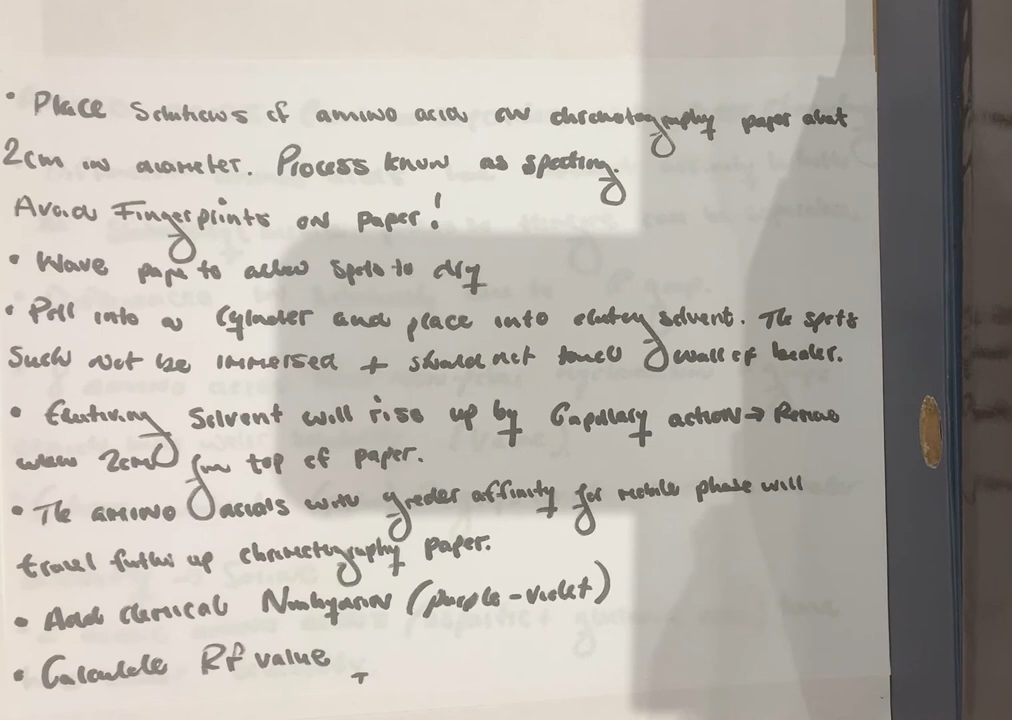 • Place Solutions of amino acid on chromotography paper about
2cm in diameter. Process know as spotting.
Avoid Fingerprints on Paper!
• Wave paper to allow spots to dry
• Roll into a Cylinder and place into eluting solvent. The spots
Such not be immersed + should not touch wall of beaker.
• Eluting Solvent will rise up by Capillary action → Remove
when 2cm from top of paper.
• The amino acids with greater affinity for mobile phase will
travel further up chromotography paper.
• Add chemical Ninhydrin (purple-violet)
• Calculate Rf value